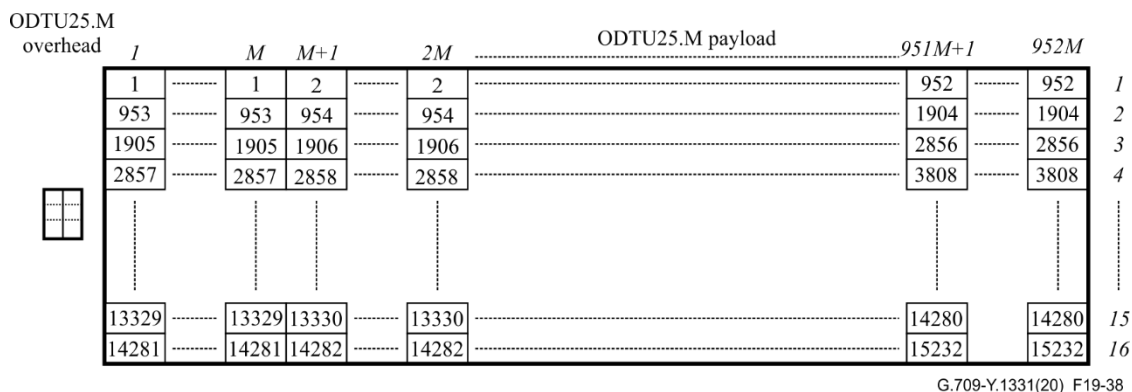 ODTU25.M
overhead
ODTU25.M payload
1 M M+1 2M 951M+1 952M
1 1 2 2 952 952 1
953 953 954 954 1904 1904 2
1905 1905 1906 1906 2856 2856 3
2857 2857 2858 2858 3808 3808 4
13329 13329 13330 13330 14280 14280 15
14281 14281 14282 14282 15232 15232 16
G.709-Y.1331(20)_F19-38